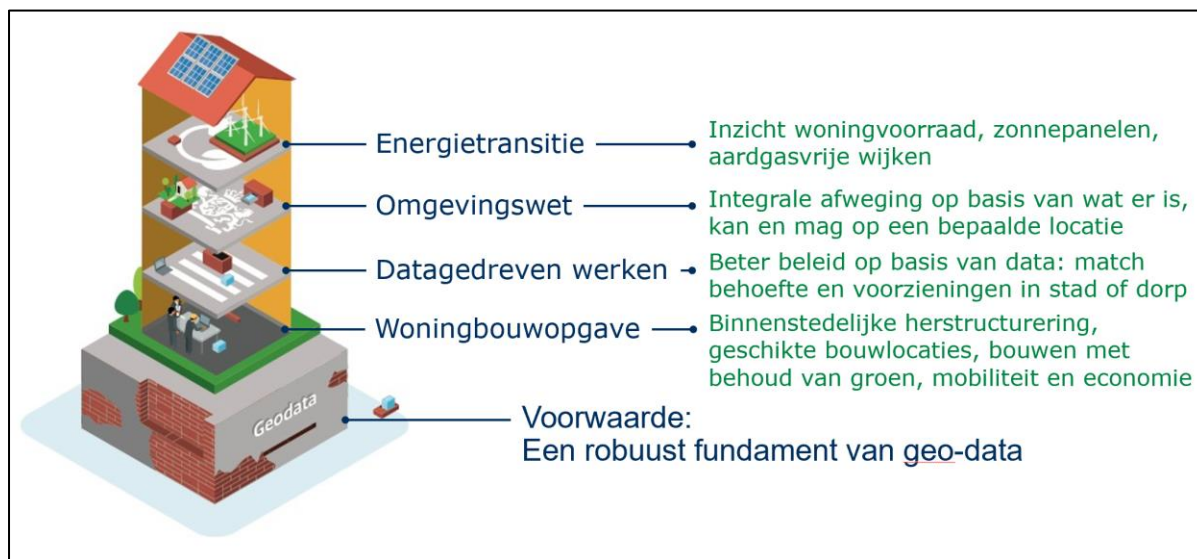 Energietransitie
Inzicht woningvoorraad, zonnepanelen,
aardgasvrije wijken
Omgevingswet
Integrale afweging op basis van wat er is,
kan en mag op een bepaalde locatie
Datagedreven werken
Beter beleid op basis van data: match
behoefte en voorzieningen in stad of dorp
Woningbouwopgave
Binnenstedelijke herstructurering,
geschikte bouwlocaties, bouwen met
behoud van groen, mobiliteit en economie
Geodata
Voorwaarde:
Een robuust fundament van geo-data